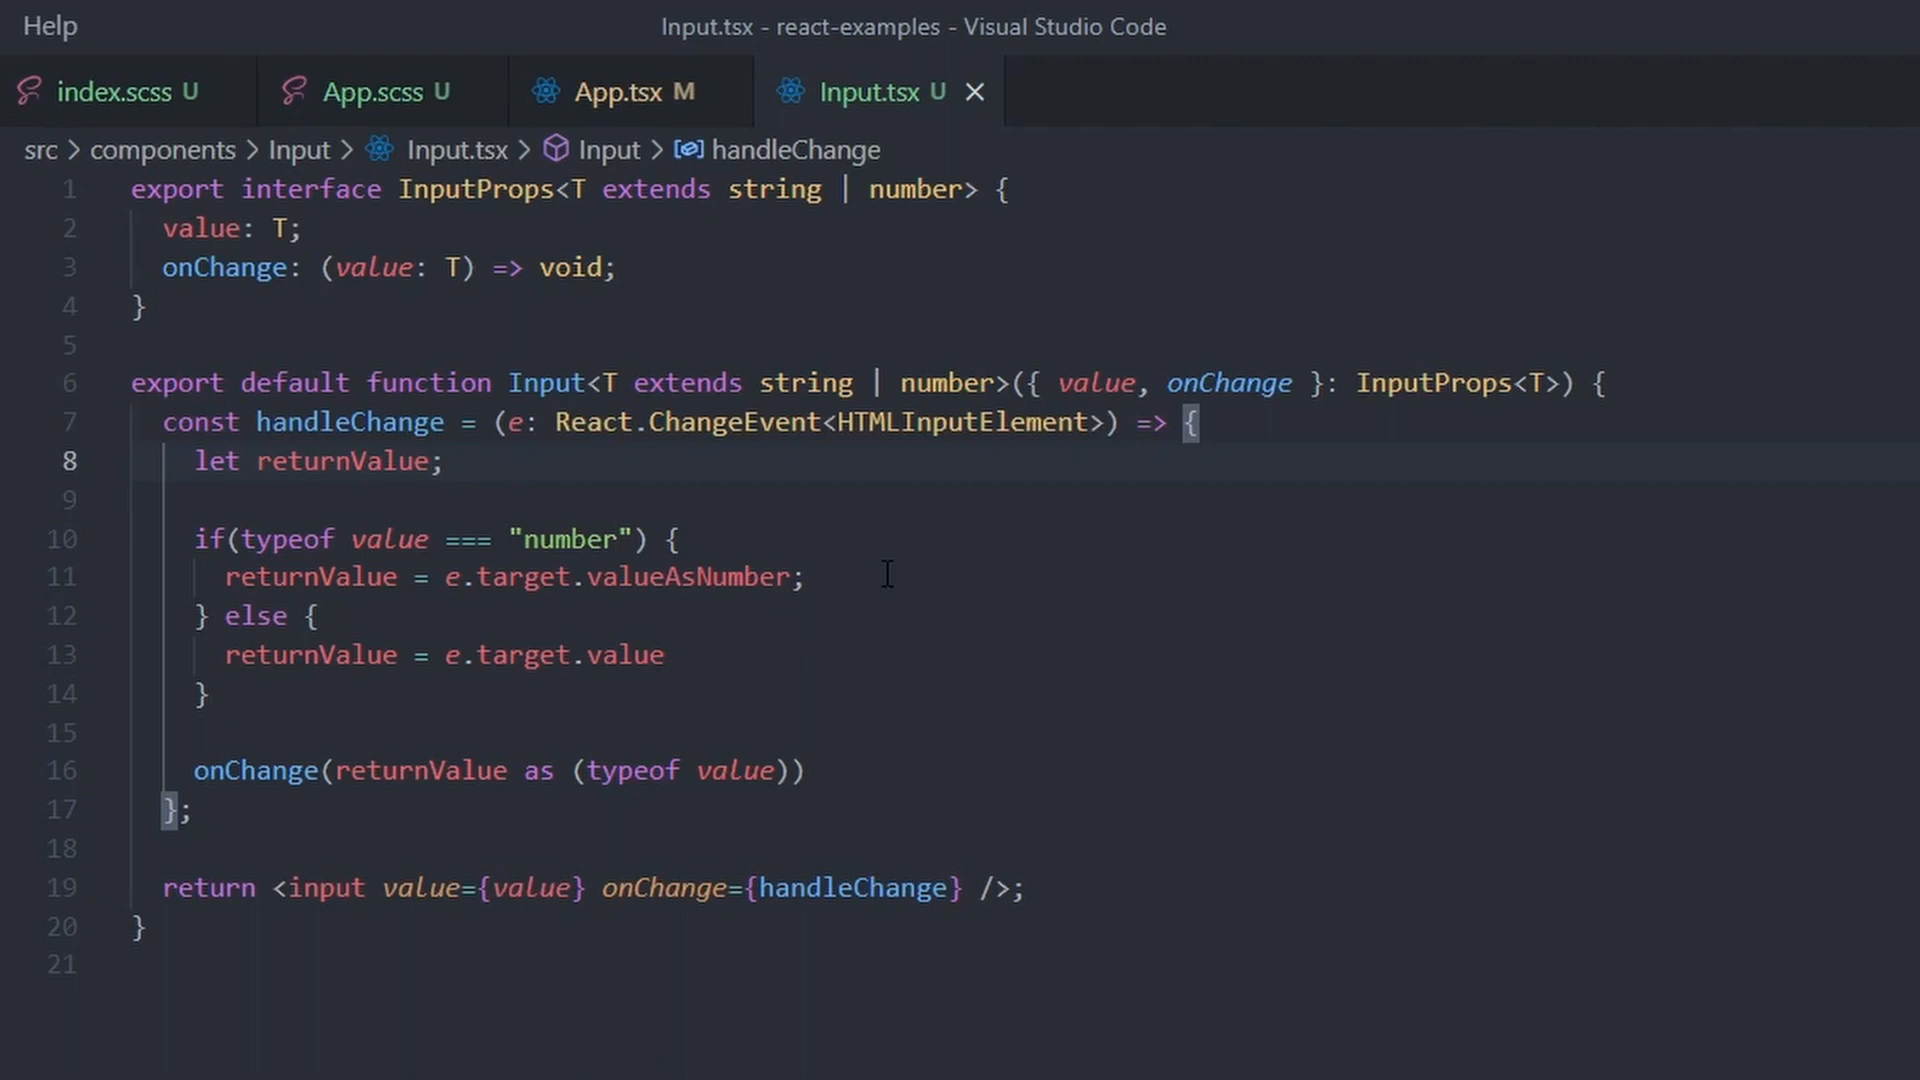 Help
Input.tsx - react-examples - Visual Studio Code
index.scss U
App.scss U
App.tsx M
Input.tsx U
src > components > Input > Input.tsx > Input > handleChange
1 export interface InputProps<T extends string | number> {
2 value: T;
3 onChange: (value: T) => void;
4 }
5
6 export default function Input<T extends string | number>({ value, onChange }: InputProps<T>) {
7 const handleChange = (e: React.ChangeEvent<HTMLInputElement>) => {
8 let returnValue;
9
10 if(typeof value === "number") {
11 returnValue = e.target.valueAsNumber;
12 } else {
13 returnValue = e.target.value
14 }
15
16 onChange(returnValue as (typeof value))
17 };
18
19 return <input value={value} onChange={handleChange} />;
20 }
21